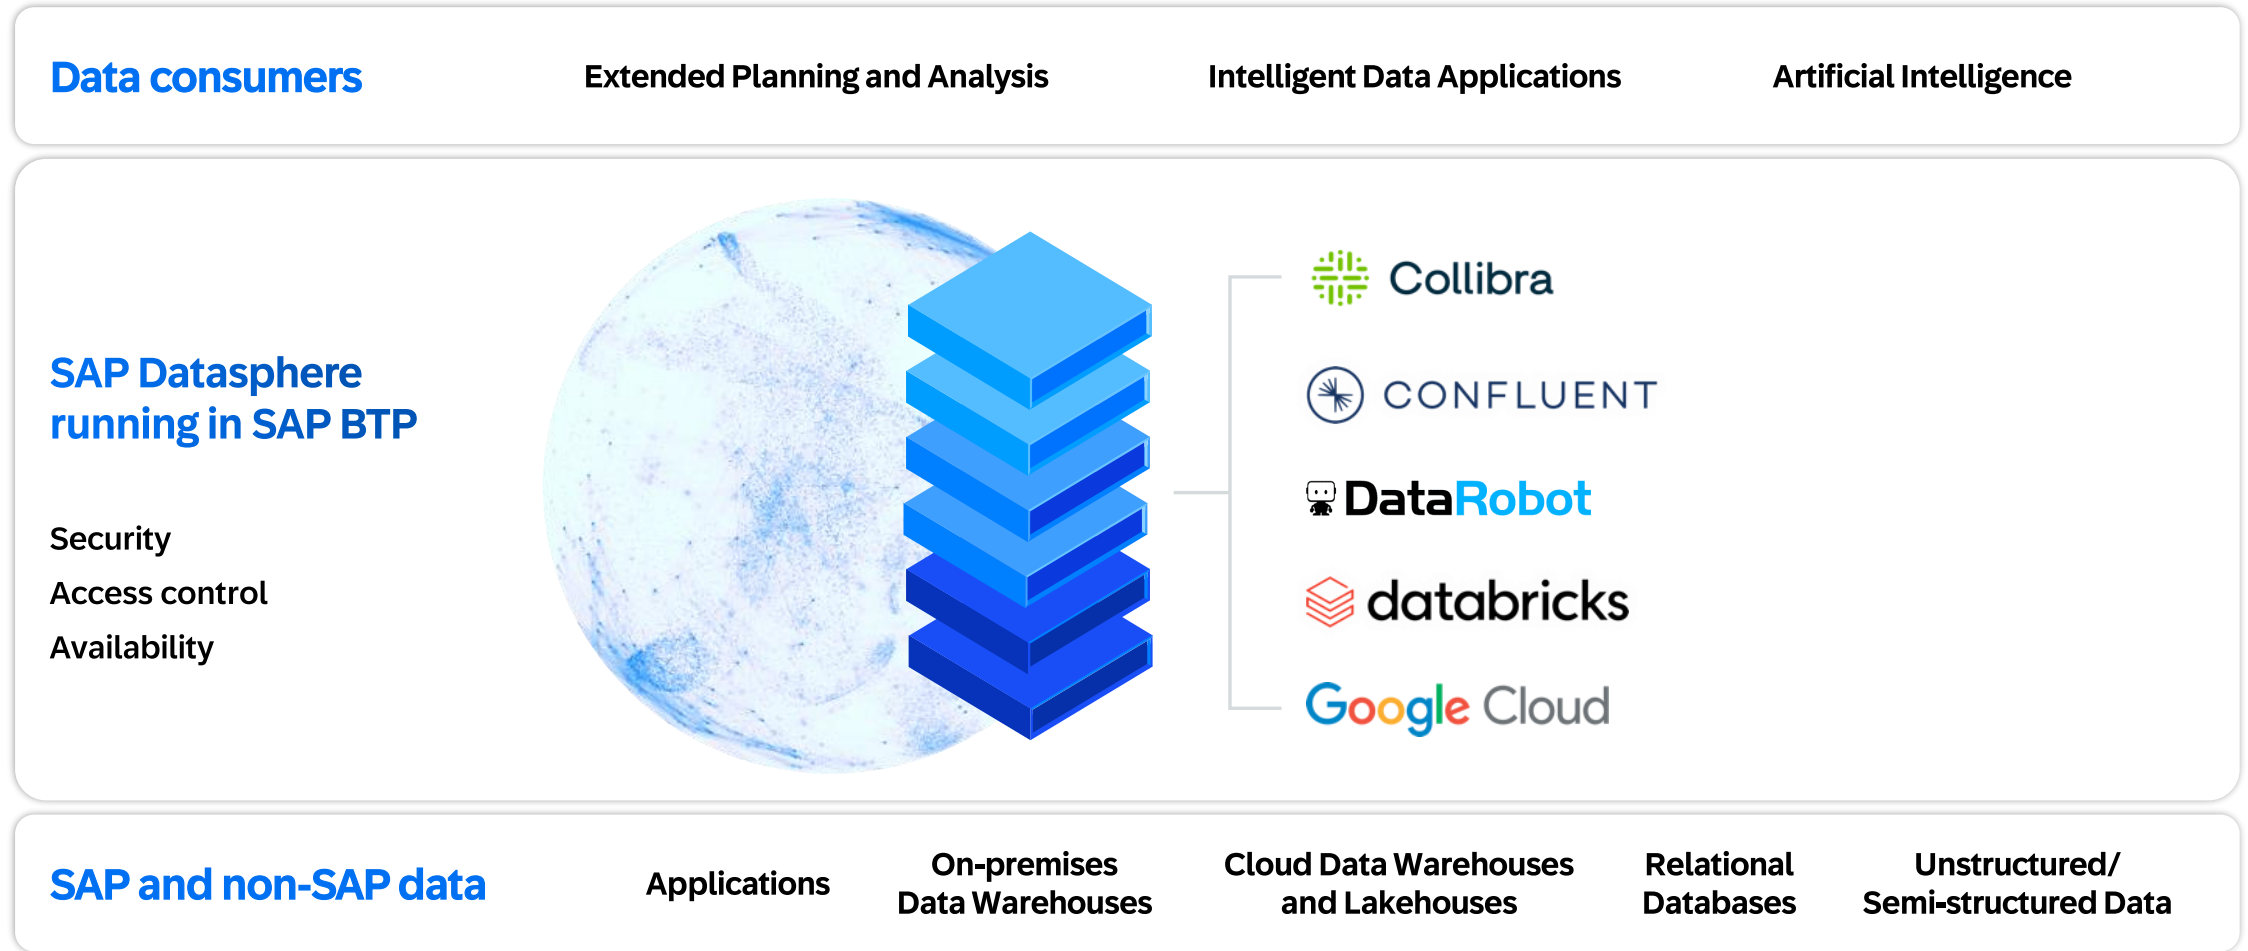 Data consumers
Extended Planning and Analysis
Intelligent Data Applications
Artificial Intelligence
SAP Datasphere
running in SAP BTP
Security
Access control
Availability
Collibra
CONFLUENT
DataRobot
databricks
Google Cloud
SAP and non-SAP data
Applications
On-premises
Data Warehouses
Cloud Data Warehouses
and Lakehouses
Relational
Databases
Unstructured/
Semi-structured Data